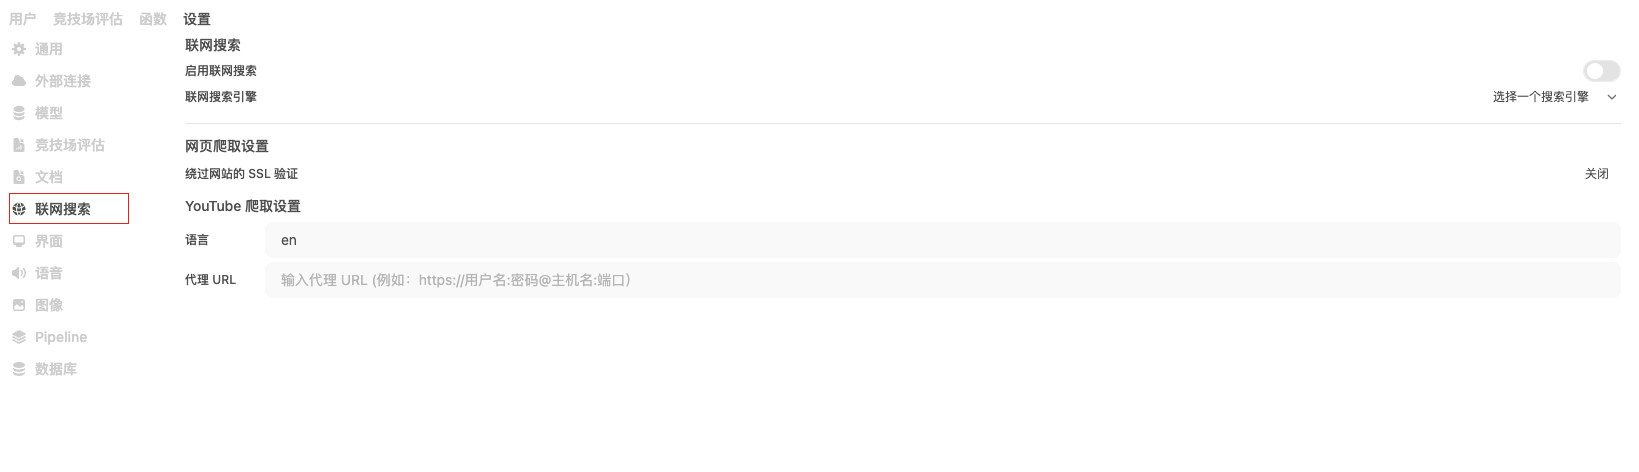 用户 竞技场评估 函数 设置
通用
外部连接
模型
竞技场评估
文档
联网搜索
界面
语音
图像
Pipeline
数据库
联网搜索
启用联网搜索
联网搜索引擎 选择一个搜索引擎
网页爬取设置
绕过网站的 SSL 验证 关闭
YouTube 爬取设置
语言 en
代理 URL 输入代理 URL (例如：https://用户名:密码@主机名:端口)